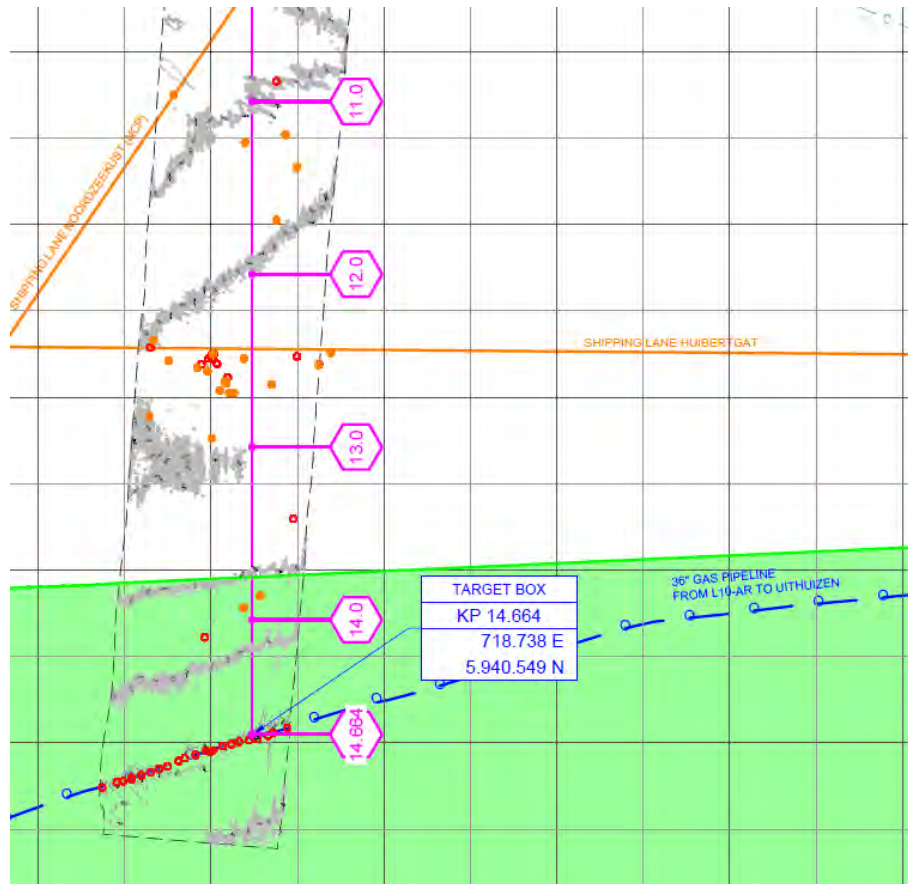 11.0
SHIPPING LANE NOORDZEEKUST (MCP)
12.0
SHIPPING LANE HUIBERTGAT
13.0
36" GAS PIPELINE
FROM L10-AR TO UITHUIZEN
TARGET BOX
KP 14.664
718.738 E
5.940.549 N
14.0
14.664